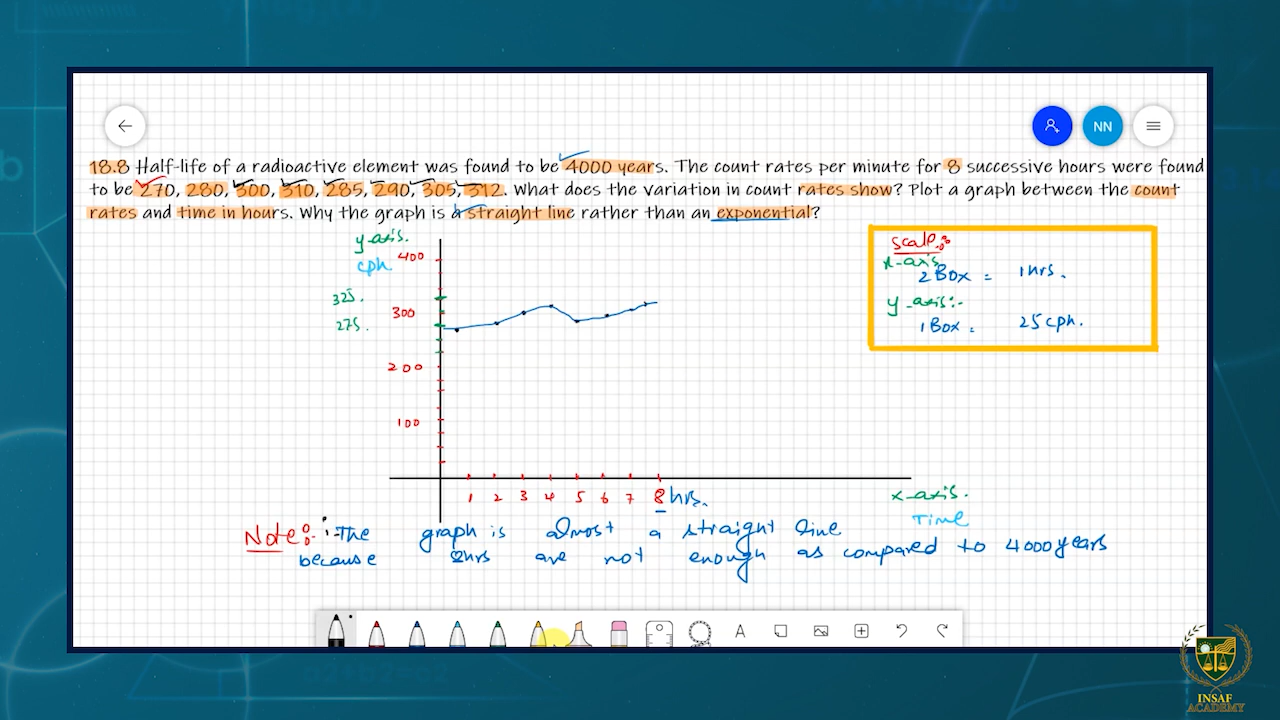 NN
18.8 Half-life of a radioactive element was found to be 4000 years. The count rates per minute for 8 successive hours were found
to be 270, 280, 300, 310, 285, 290, 305, 312. What does the variation in count rates show? Plot a graph between the count
rates and time in hours. Why the graph is a straight line rather than an exponential?
y-axis.
cph
400
325.
300
275.
200
100
1 2 3 4 5 6 7 8 hrs.
x-axis.
Time
Scale:
x-axis
2 Box = 1 hrs.
y-axis:-
1 Box = 25 cph.
Note: The graph is almost a straight line
because 8hrs are not enough as compared to 4000 years
A
INSAF
ACADEMY